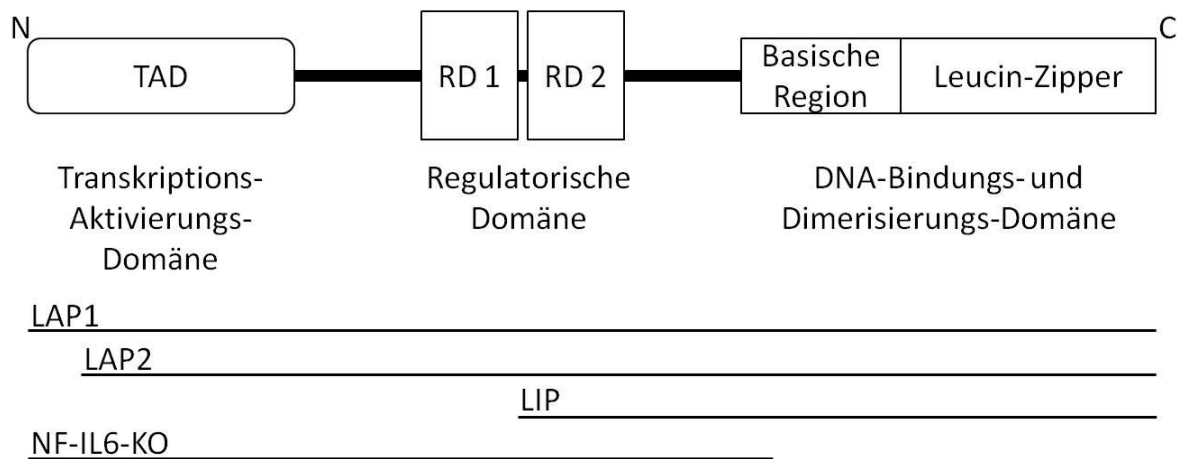 N
C
TAD
RD 1
RD 2
Basische
Region
Leucin-Zipper
Transkriptions-
Aktivierungs-
Domäne
Regulatorische
Domäne
DNA-Bindungs- und
Dimerisierungs-Domäne
LAP1
LAP2
LIP
NF-IL6-KO